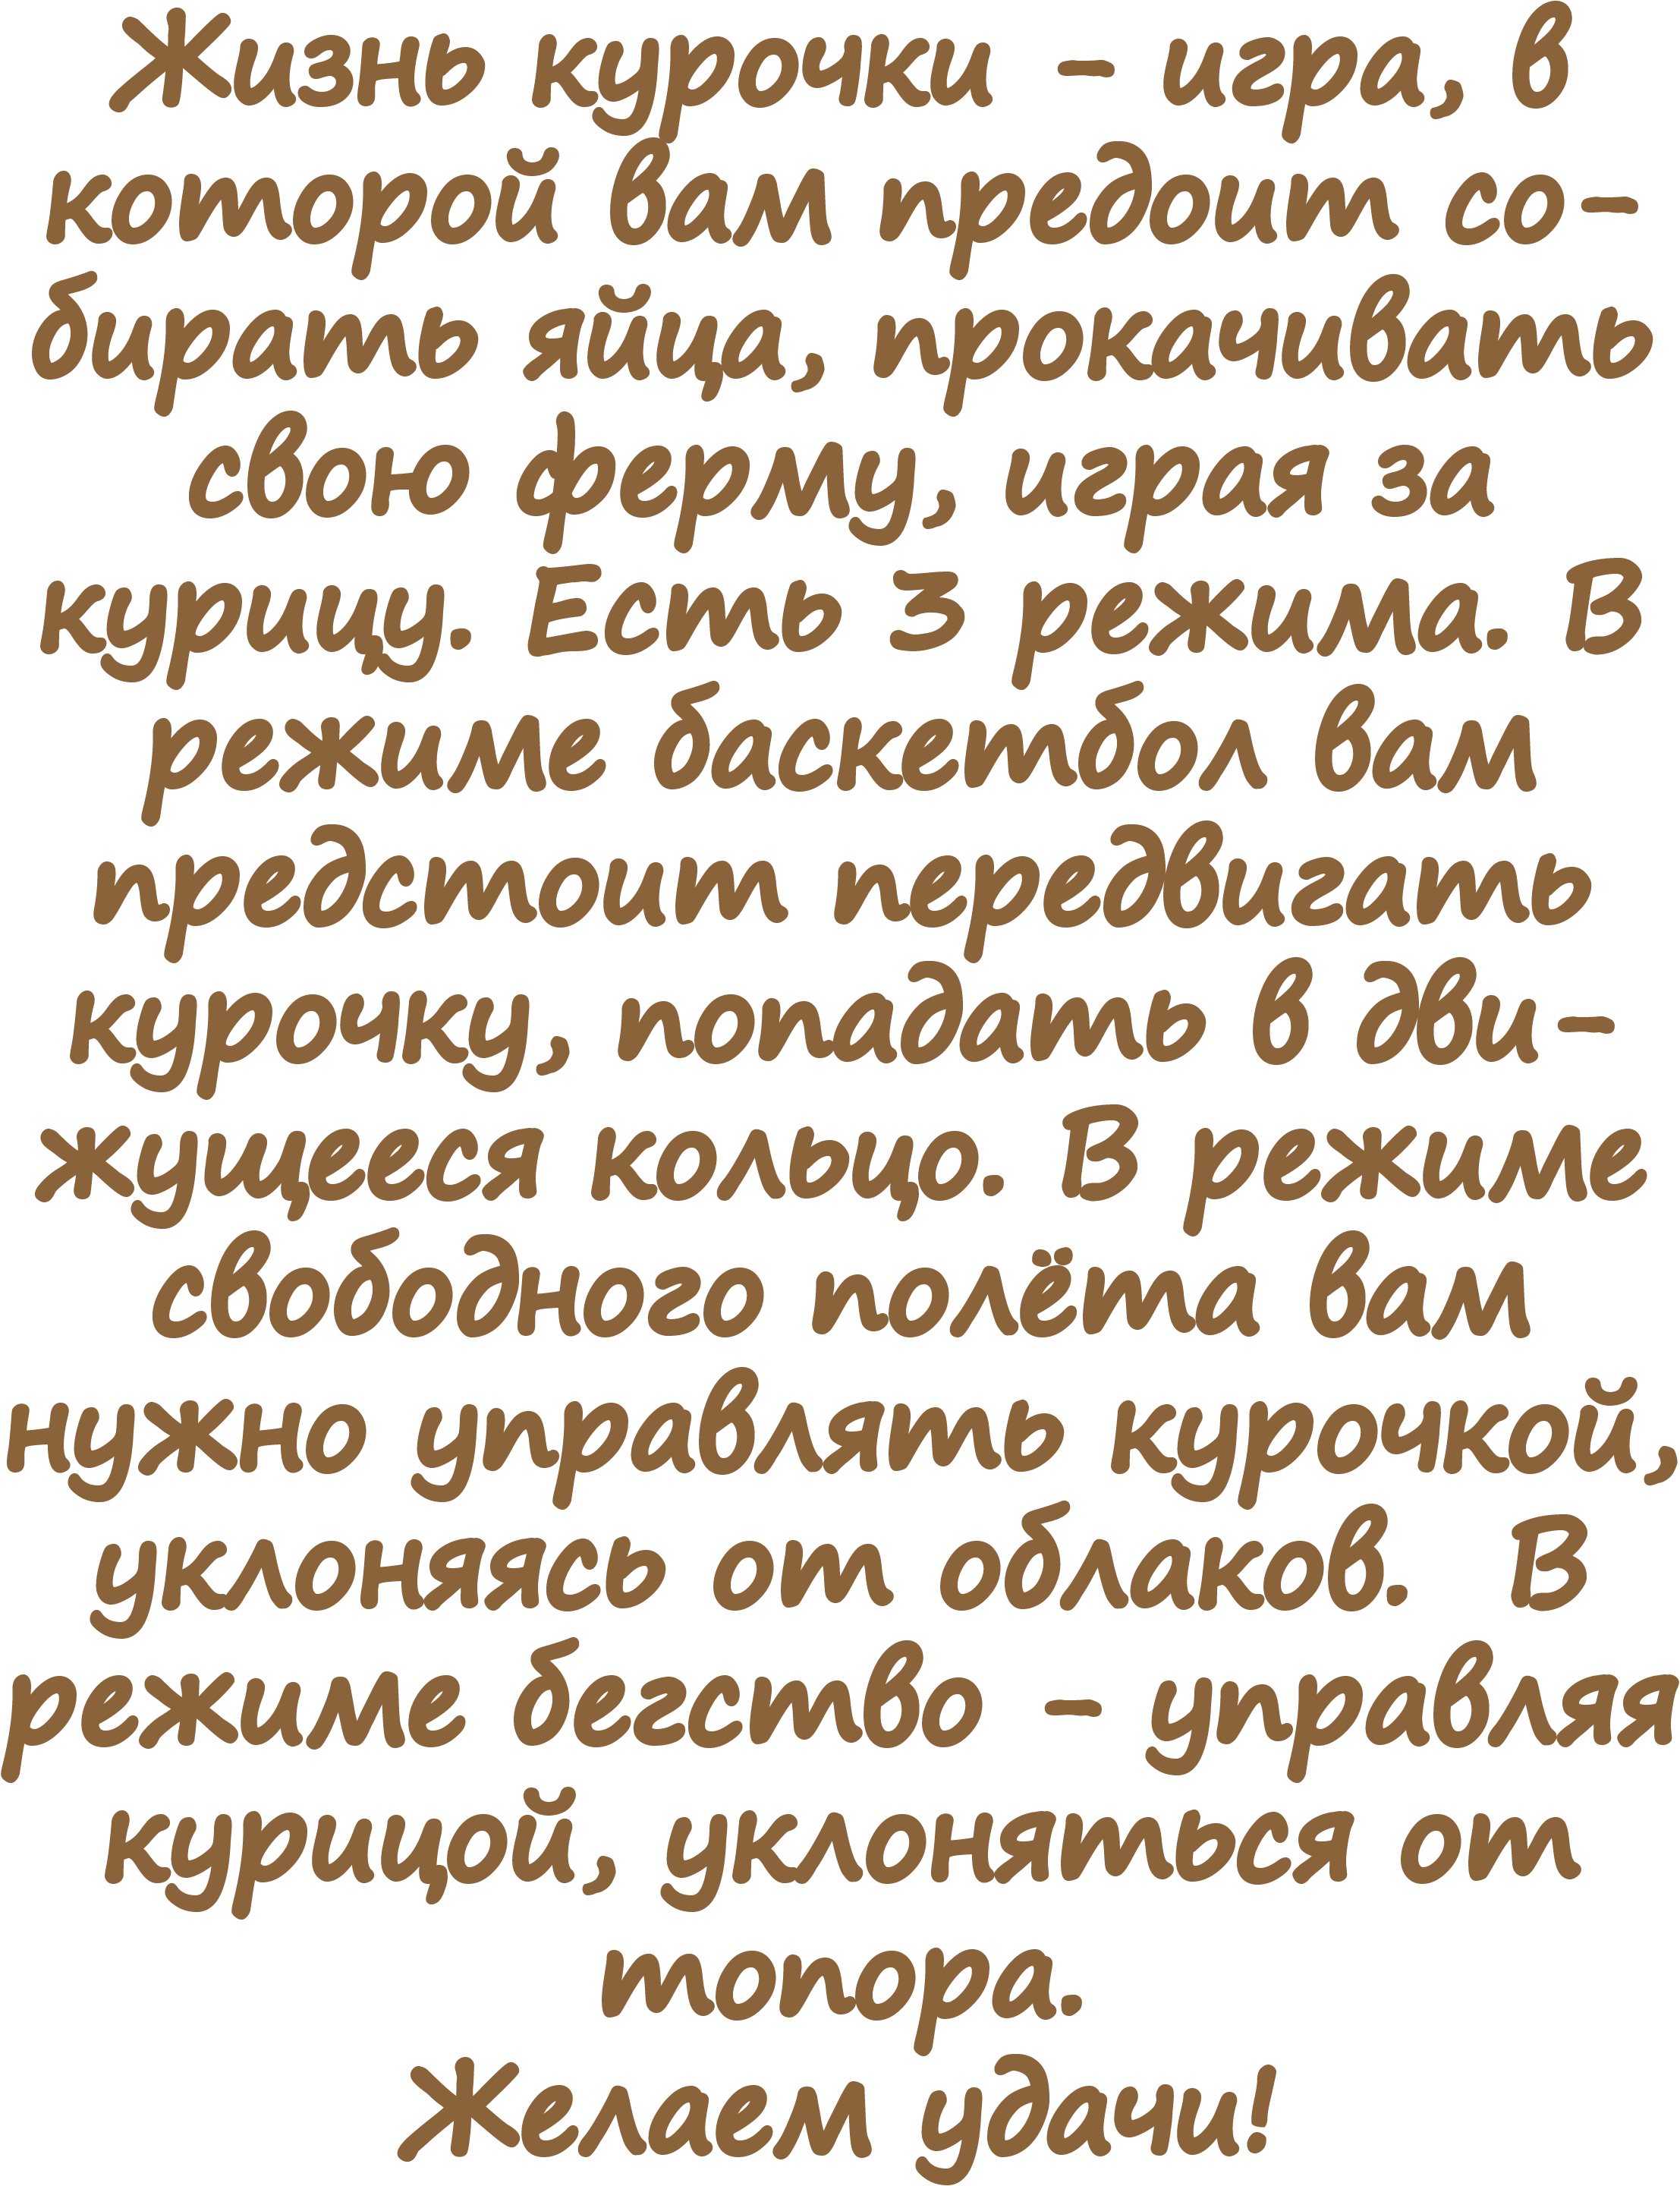 Жизнь курочки - игра, в
которой вам предоит со-
бирать яйца, прокачивать
свою ферму, играя за
курицу. Есть 3 режима. В
режиме баскетбол вам
предстоит передвигать
курочку, попадать в дви-
жущиеся кольцо. В режиме
свободного полёта вам
нужно управлять курочкой,
уклоняясь от облаков. В
режиме бегство - управляя
курицой, уклоняться от
топора.
Желаем удачи!